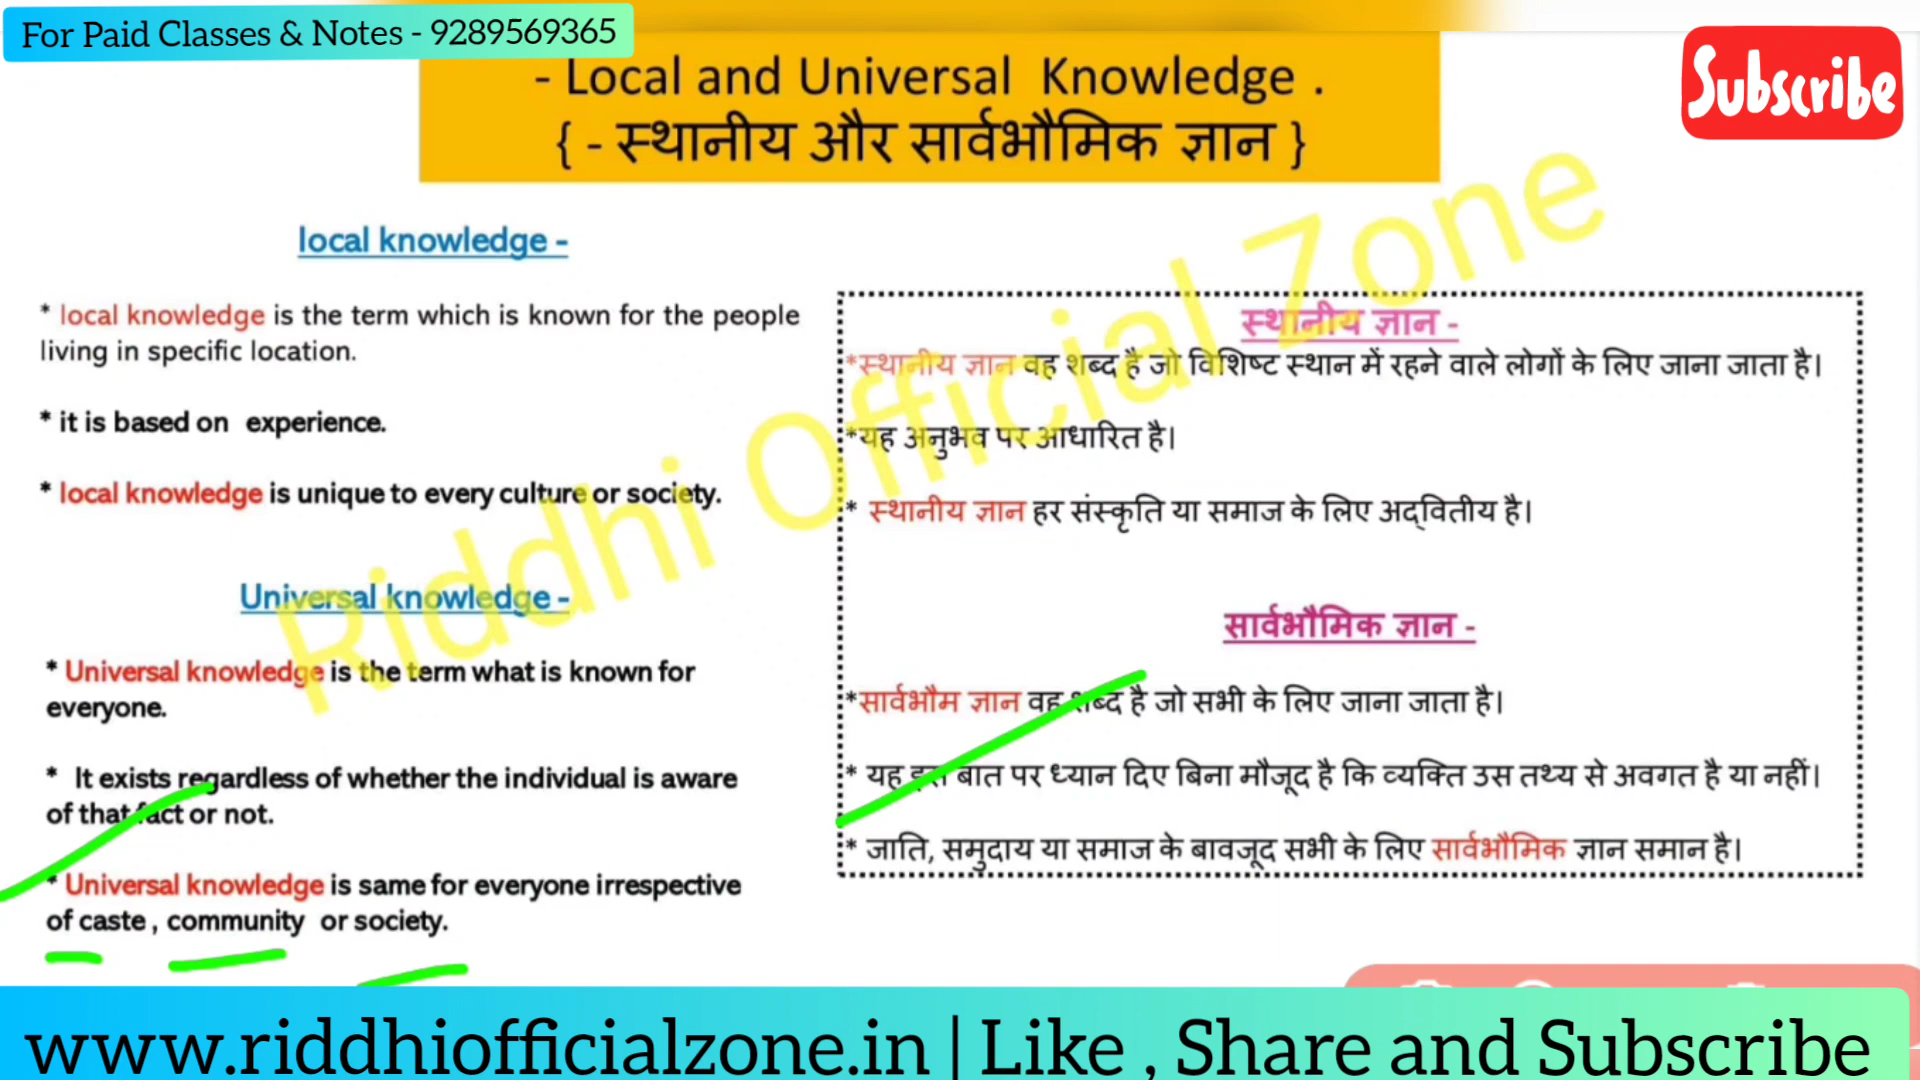 For Paid Classes & Notes - 9289569365
Subscribe
- Local and Universal Knowledge .
{ - स्थानीय और सार्वभौमिक ज्ञान }
local knowledge -
* local knowledge is the term which is known for the people
living in specific location.
* it is based on experience.
* local knowledge is unique to every culture or society.
Universal knowledge -
* Universal knowledge is the term what is known for
everyone.
* It exists regardless of whether the individual is aware
of that fact or not.
* Universal knowledge is same for everyone irrespective
of caste , community or society.
स्थानीय ज्ञान -
*स्थानीय ज्ञान वह शब्द है जो विशिष्ट स्थान में रहने वाले लोगों के लिए जाना जाता है।
*यह अनुभव पर आधारित है।
* स्थानीय ज्ञान हर संस्कृति या समाज के लिए अद्वितीय है।
सार्वभौमिक ज्ञान -
*सार्वभौम ज्ञान वह शब्द है जो सभी के लिए जाना जाता है।
* यह इस बात पर ध्यान दिए बिना मौजूद है कि व्यक्ति उस तथ्य से अवगत है या नहीं।
* जाति, समुदाय या समाज के बावजूद सभी के लिए सार्वभौमिक ज्ञान समान है।
Riddhi Official Zone
www.riddhiofficialzone.in | Like , Share and Subscribe